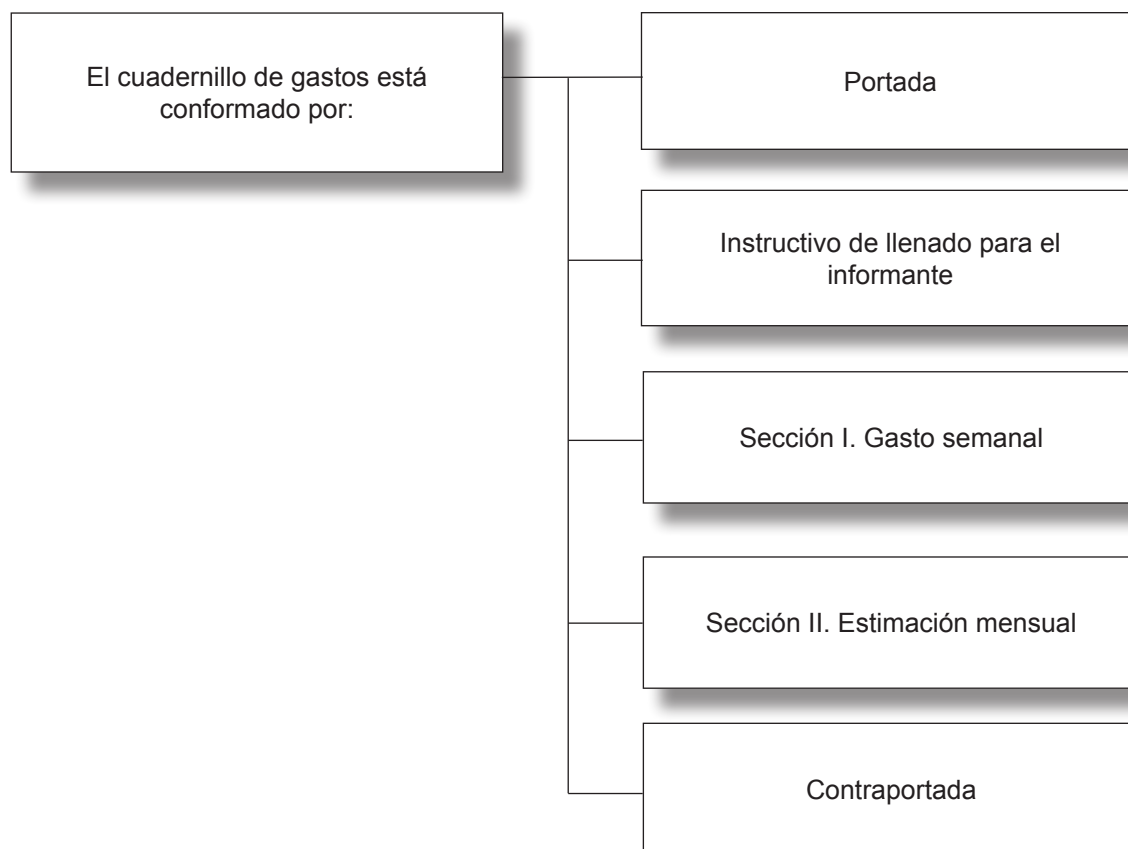 El cuadernillo de gastos está
conformado por:
Portada
Instructivo de llenado para el
informante
Sección I. Gasto semanal
Sección II. Estimación mensual
Contraportada